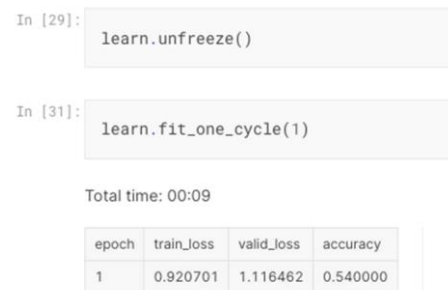 In [29]:
learn.unfreeze()
In [31]:
learn.fit_one_cycle(1)
Total time: 00:09
epoch train_loss valid_loss accuracy
1 0.920701 1.116462 0.540000